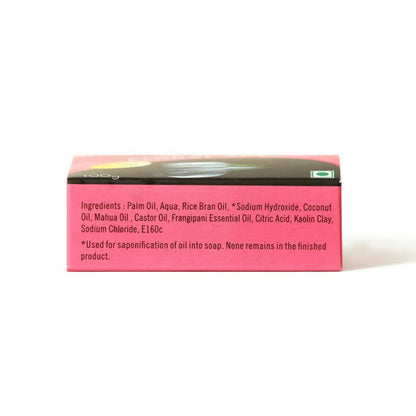 100g
Ingredients : Palm Oil, Aqua, Rice Bran Oil, *Sodium Hydroxide, Coconut
Oil, Mahua Oil , Castor Oil, Frangipani Essential Oil, Citric Acid, Kaolin Clay,
Sodium Chloride, E160c
*Used for saponification of oil into soap. None remains in the finished
product.